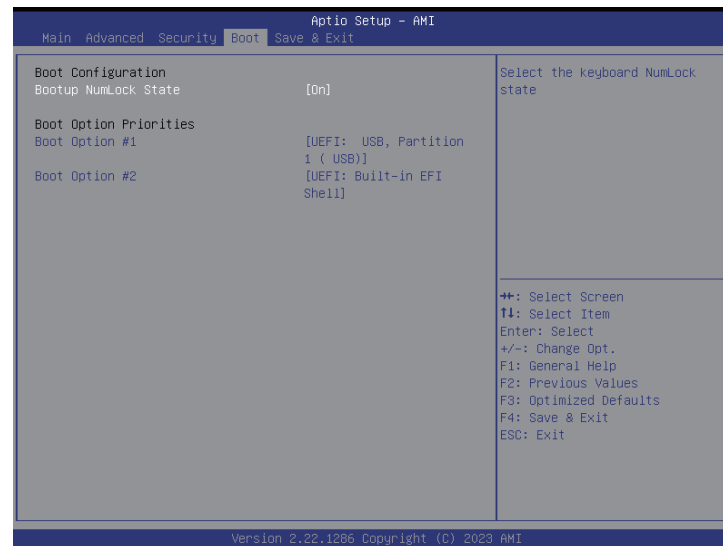 Aptio Setup - AMI
Main Advanced Security Boot Save & Exit
Boot Configuration
Bootup NumLock State [On]
Boot Option Priorities
Boot Option #1 [UEFI: USB, Partition
1 ( USB)]
Boot Option #2 [UEFI: Built-in EFI
Shell]
Select the keyboard NumLock
state
→←: Select Screen
↑↓: Select Item
Enter: Select
+/-: Change Opt.
F1: General Help
F2: Previous Values
F3: Optimized Defaults
F4: Save & Exit
ESC: Exit
Version 2.22.1286 Copyright (C) 2023 AMI